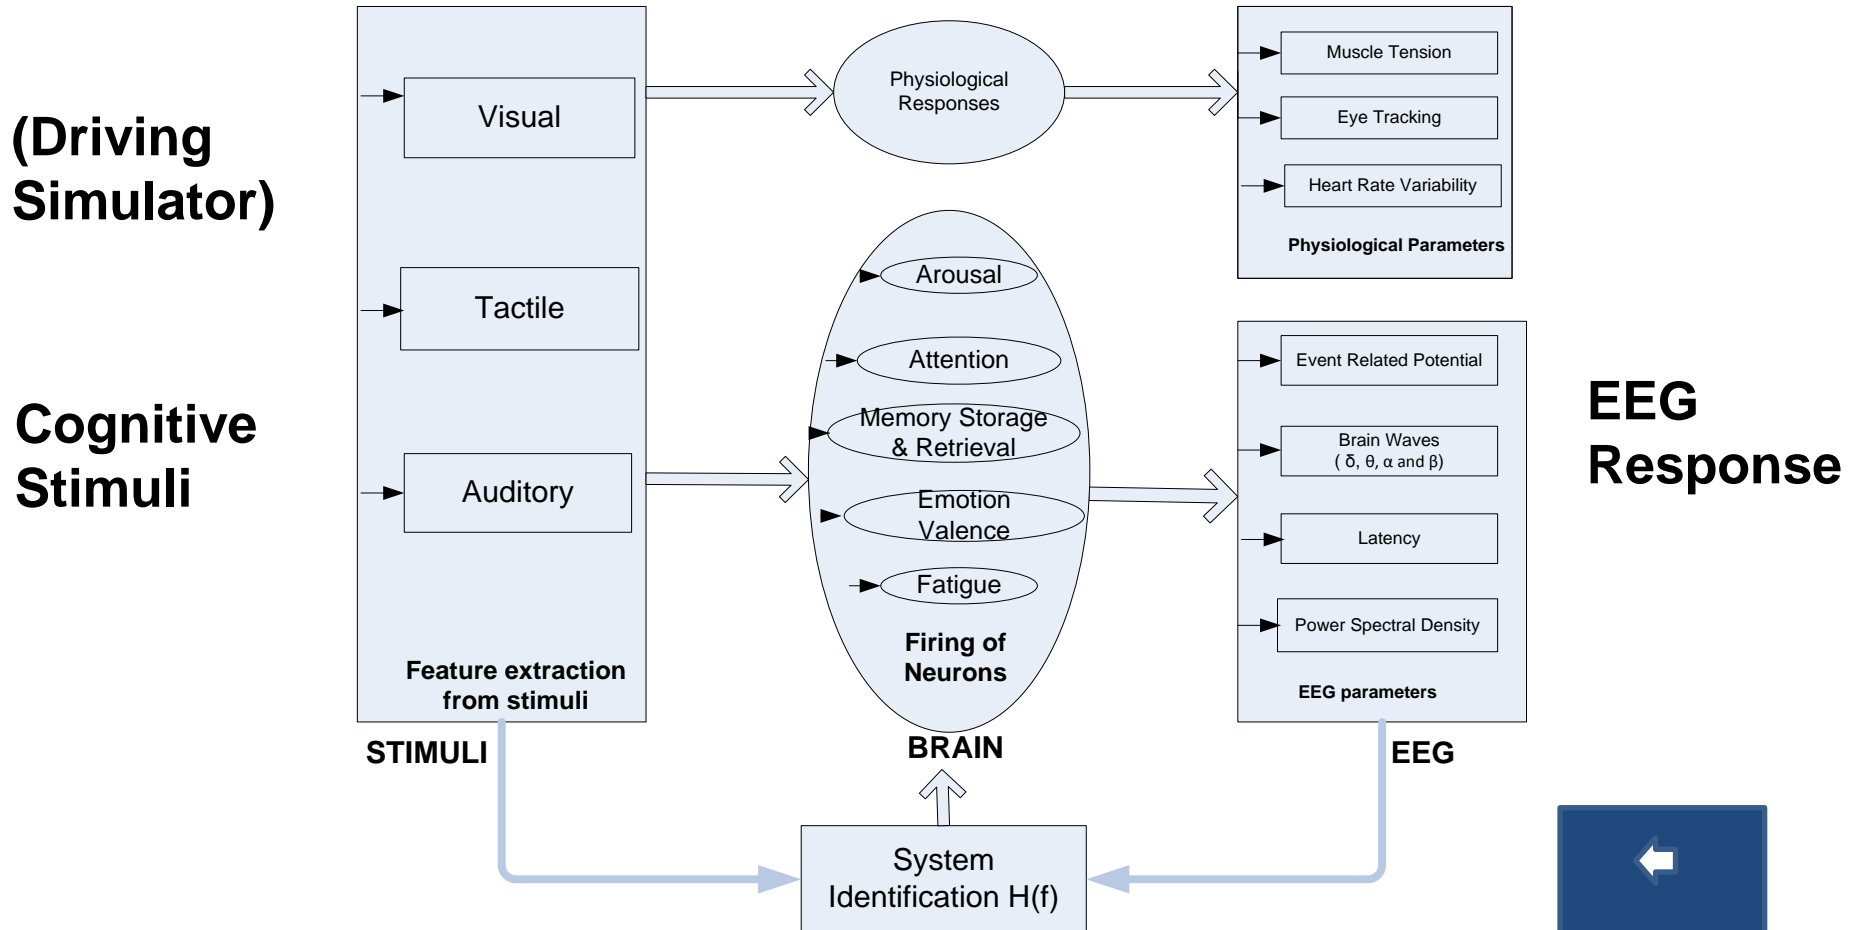 (Driving
Simulator)
Cognitive
Stimuli
Visual
Tactile
Auditory
Feature extraction
from stimuli
STIMULI
Physiological
Responses
Arousal
Attention
Memory Storage
& Retrieval
Emotion
Valence
Fatigue
Firing of
Neurons
BRAIN
System
Identification H(f)
Muscle Tension
Eye Tracking
Heart Rate Variability
Physiological Parameters
Event Related Potential
Brain Waves
( δ, θ, α and β)
Latency
Power Spectral Density
EEG parameters
EEG
EEG
Response